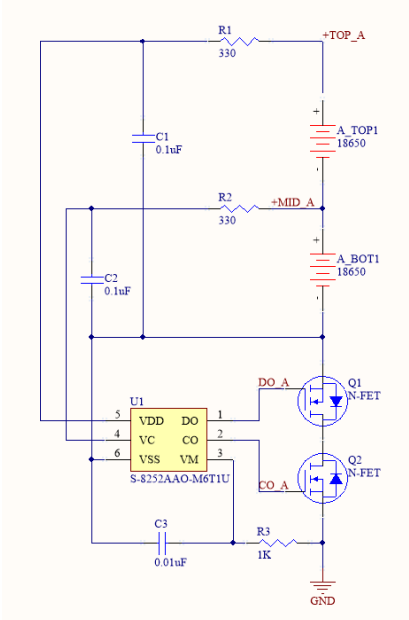 R1
+TOP_A
330
+
C1
0.1uF
A_TOP1
18650
-
R2
+MID_A
330
+
C2
0.1uF
A_BOT1
18650
-
DO_A
Q1
N-FET
U1
5 VDD DO 1
4 VC CO 2
6 VSS VM 3
S-8252AAO-M6T1U
Q2
N-FET
CO_A
C3
0.01uF
R3
1K
GND